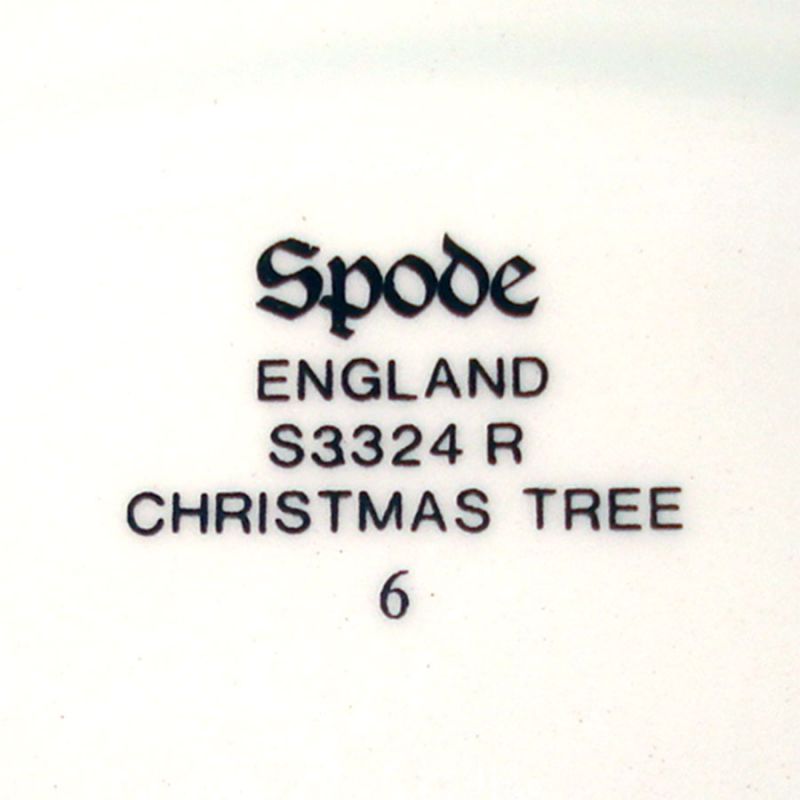 Spode
ENGLAND
S3324 R
CHRISTMAS TREE
6